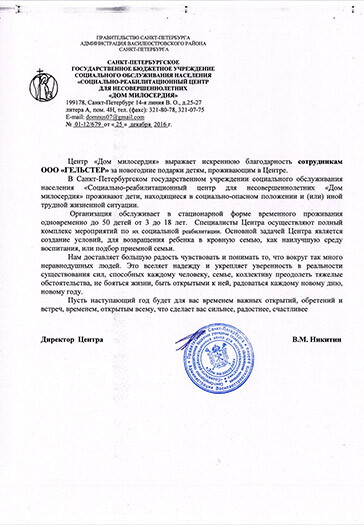 ПРАВИТЕЛЬСТВО САНКТ-ПЕТЕРБУРГА
АДМИНИСТРАЦИЯ ВАСИЛЕОСТРОВСКОГО РАЙОНА
САНКТ-ПЕТЕРБУРГА
САНКТ-ПЕТЕРБУРГСКОЕ
ГОСУДАРСТВЕННОЕ БЮДЖЕТНОЕ УЧРЕЖДЕНИЕ
СОЦИАЛЬНОГО ОБСЛУЖИВАНИЯ НАСЕЛЕНИЯ
«СОЦИАЛЬНО-РЕАБИЛИТАЦИОННЫЙ ЦЕНТР
ДЛЯ НЕСОВЕРШЕННОЛЕТНИХ
«ДОМ МИЛОСЕРДИЯ»
199178, Санкт-Петербург 14-я линия В. О., д.25-27
литера А, пом. 4Н, тел. (факс): 321-80-78, 321-07-75
E-mail: dommus07@gmail.com
№ 01-12/679 от « 25 » декабря 2016 г.
Центр «Дом милосердия» выражает искреннюю благодарность сотрудникам
ООО «ГЕЛЬСТЕР» за новогодние подарки детям, проживающим в Центре.
В Санкт-Петербургском государственном учреждении социального обслуживания
населения «Социально-реабилитационный центр для несовершеннолетних «Дом
милосердия» проживают дети, находящиеся в социально-опасном положении и (или) иной
трудной жизненной ситуации.
Организация обслуживает в стационарной форме временного проживания
одновременно до 50 детей от 3 до 18 лет. Специалисты Центра осуществляют полный
комплекс мероприятий по их социальной реабилитации. Основной задачей Центра является
создание условий, для возвращения ребенка в кровную семью, как наилучшую среду
воспитания, или подбор приемной семьи.
Нам доставляет большую радость чувствовать и понимать то, что вокруг так много
неравнодушных людей. Это вселяет надежду и укрепляет уверенность в реальности
существования сил, способных каждому человеку, семье, коллективу преодолеть тяжелые
обстоятельства, не бояться жизни, быть открытыми к ней, радоваться каждому новому дню,
новому году.
Пусть наступающий год будет для вас временем важных открытий, обретений и
встреч, временем, открытым всему, что сделает вас сильнее, радостнее, счастливее
Директор Центра В.М. Никитин